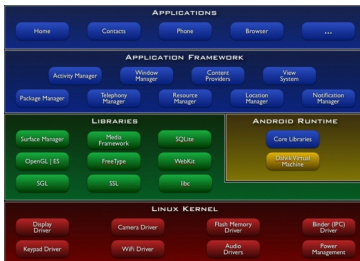 APPLICATIONS
Home Contacts Phone Browser ...
APPLICATION FRAMEWORK
Activity Manager Window Manager Content Providers View System
Package Manager Telephony Manager Resource Manager Location Manager Notification Manager
LIBRARIES
Surface Manager Media Framework SQLite
OpenGL | ES FreeType WebKit
SGL SSL libc
ANDROID RUNTIME
Core Libraries
Dalvik Virtual Machine
LINUX KERNEL
Display Driver Camera Driver Flash Memory Driver Binder (IPC) Driver
Keypad Driver WiFi Driver Audio Drivers Power Management